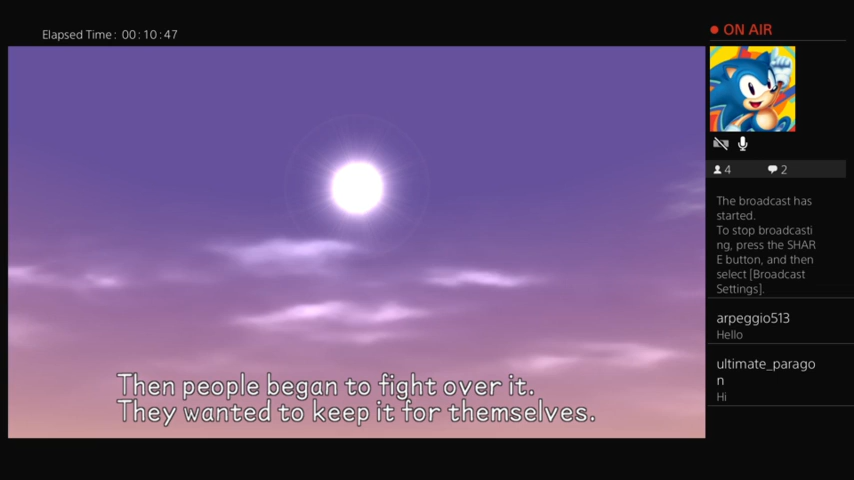 Elapsed Time: 00:10:47
ON AIR
4
2
The broadcast has
started.
To stop broadcasti
ng, press the SHAR
E button, and then
select [Broadcast
Settings].
arpeggio513
Hello
ultimate_parago
n
Hi
Then people began to fight over it.
They wanted to keep it for themselves.